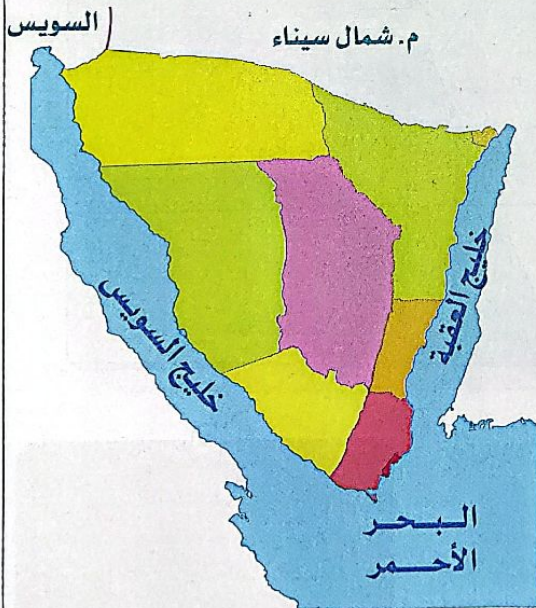 السويس
م. شمال سيناء
خليج العقبة
خليج السويس
البحر
الأحمر